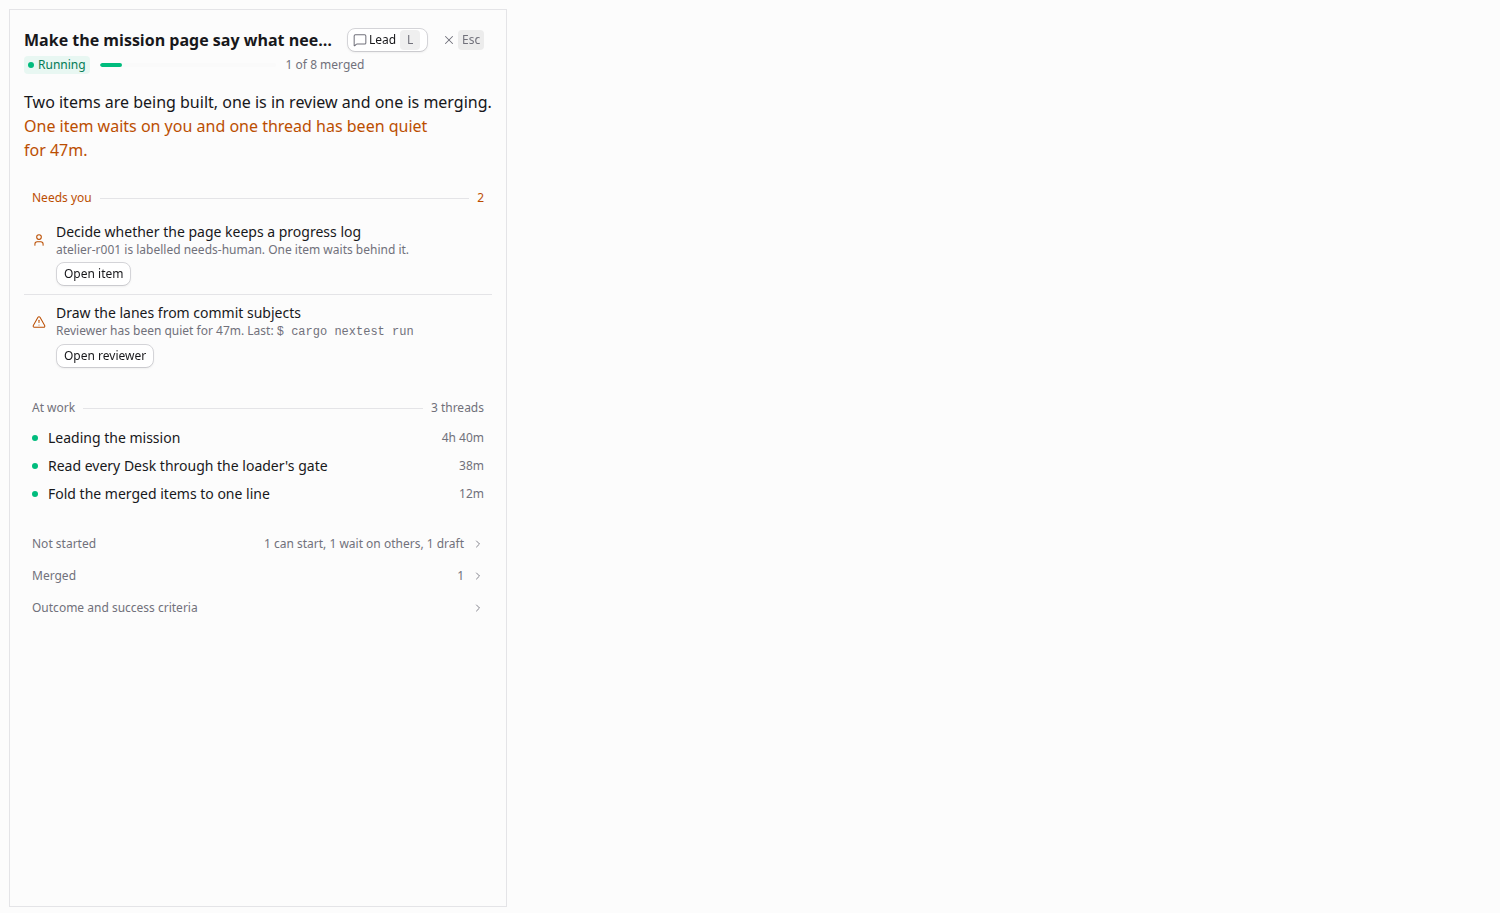 Make the mission page say what nee...
Lead L
Esc
Running
1 of 8 merged
Two items are being built, one is in review and one is merging.
One item waits on you and one thread has been quiet
for 47m.
Needs you
2
Decide whether the page keeps a progress log
atelier-r001 is labelled needs-human. One item waits behind it.
Open item
Draw the lanes from commit subjects
Reviewer has been quiet for 47m. Last: $ cargo nextest run
Open reviewer
At work
3 threads
Leading the mission
4h 40m
Read every Desk through the loader's gate
38m
Fold the merged items to one line
12m
Not started
1 can start, 1 wait on others, 1 draft
Merged
1
Outcome and success criteria